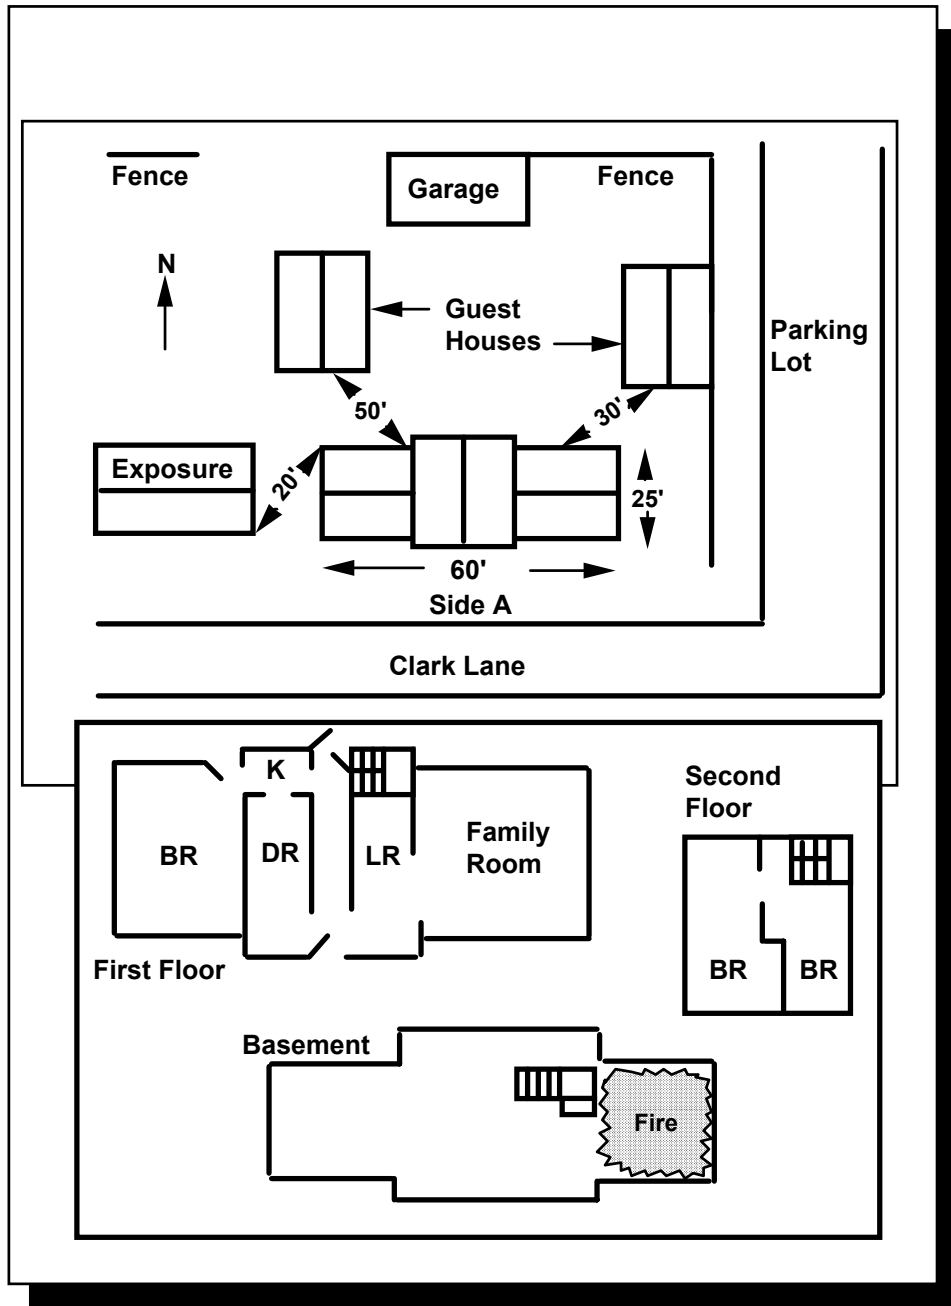 Fence
Garage
Fence
N
Guest
Houses
Parking
Lot
50'
30'
Exposure
20'
25'
60'
Side A
Clark Lane
K
BR
DR
LR
Family
Room
First Floor
Second
Floor
BR
BR
Basement
Fire